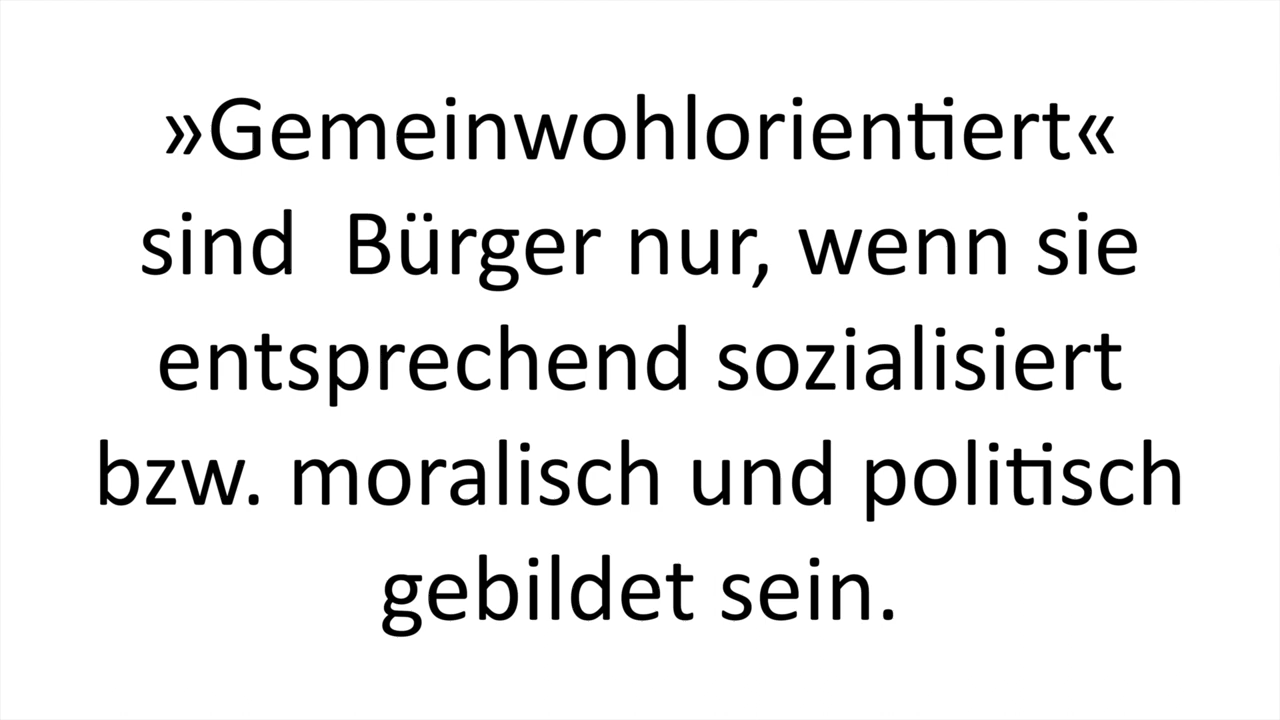 »Gemeinwohlorientiert«
sind  Bürger nur, wenn sie
entsprechend sozialisiert
bzw. moralisch und politisch
gebildet sein.